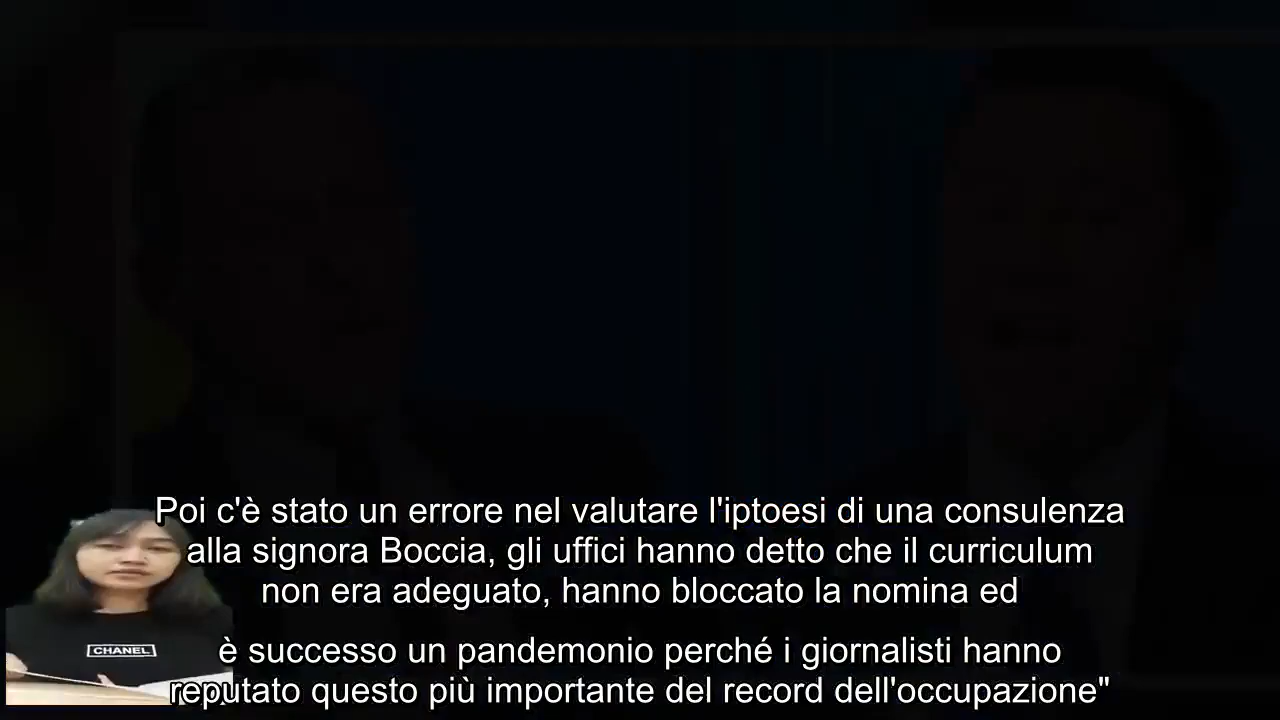 Poi c'è stato un errore nel valutare l'iptoesi di una consulenza
alla signora Boccia, gli uffici hanno detto che il curriculum
non era adeguato, hanno bloccato la nomina ed
CHANEL
è successo un pandemonio perché i giornalisti hanno
reputato questo più importante del record dell'occupazione"